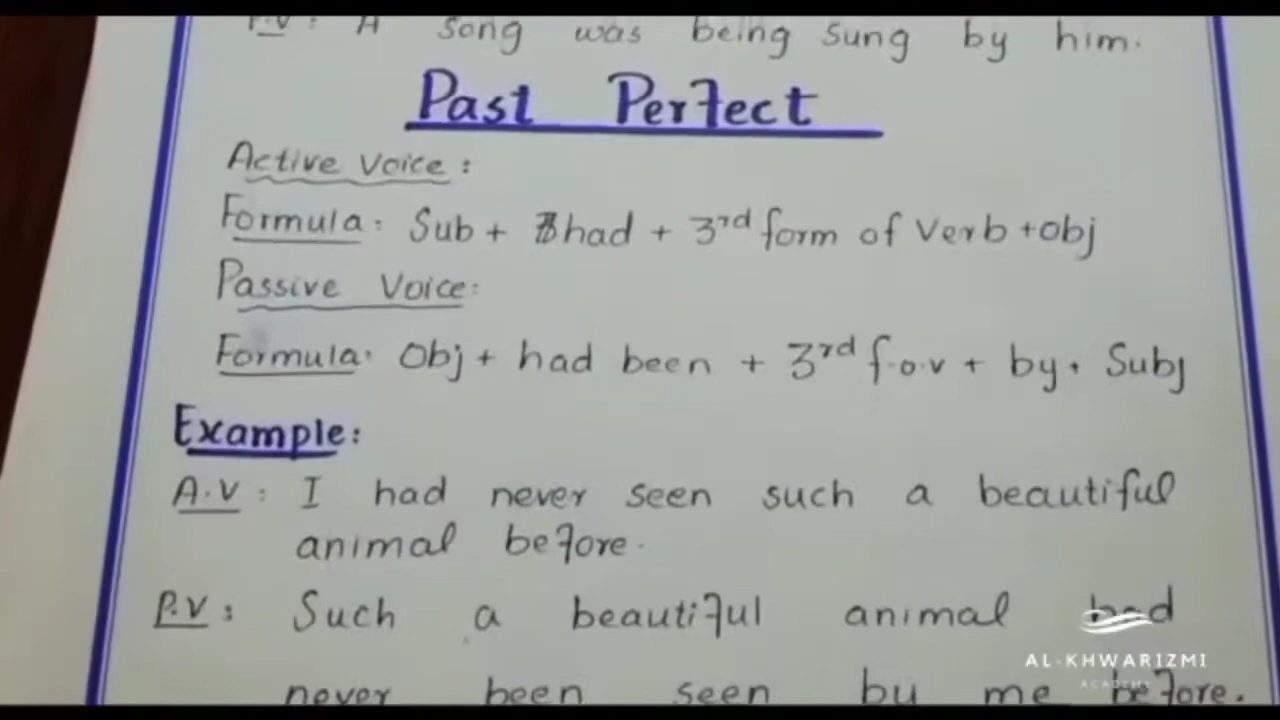 P.V: A song was being sung by him.
Past Perfect
Active Voice:
Formula: Sub + had + 3rd form of Verb + obj
Passive Voice:
Formula: Obj + had been + 3rd f.o.v + by + Subj
Example:
A.V: I had never seen such a beautiful
animal before.
P.V: Such a beautiful animal had
never been seen by me before.
AL-KHWARIZMI
ACADEMY